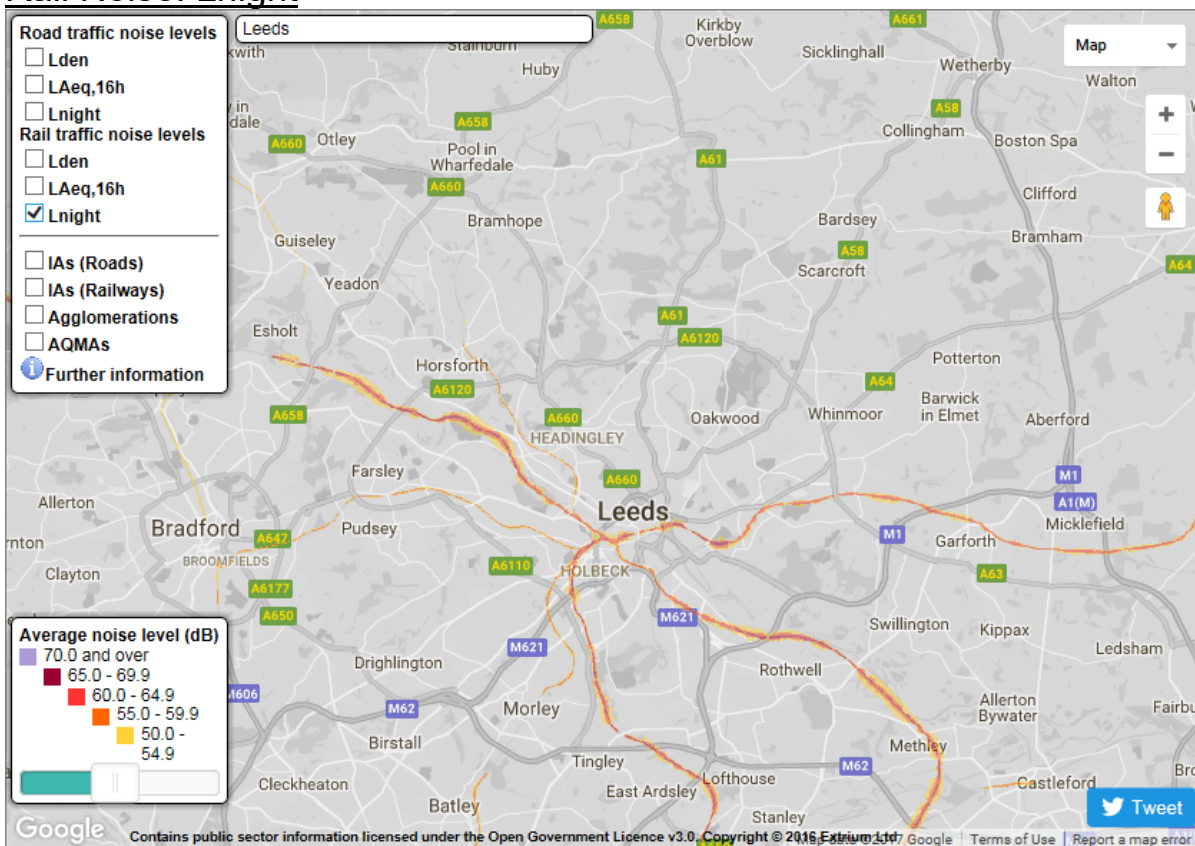 Rail Noise: Lnight
Road traffic noise levels
Lden
LAeq,16h
Lnight
Rail traffic noise levels
Lden
LAeq,16h
Lnight
IAs (Roads)
IAs (Railways)
Agglomerations
AQMAs
Further information
Leeds
Map
Tweet
A658
Kirkby
Overblow
A661
Sicklinghall
Wetherby
Walton
Stainburn
Huby
A658
A660
Otley
Pool in
Wharfedale
A660
A61
A58
Collingham
Boston Spa
Clifford
Bramhope
Bardsey
Bramham
A58
Scarcroft
A64
Guiseley
Yeadon
Esholt
A61
A6120
Horsforth
A6120
Potterton
A64
Barwick
in Elmet
Aberford
A658
A660
HEADINGLEY
Oakwood
Whinmoor
Farsley
A660
M1
A1(M)
Allerton
Leeds
Micklefield
Bradford
Pudsey
A647
BROOMFIELDS
M1
Garforth
Clayton
A6110
HOLBECK
A63
A6177
A650
M621
M621
Swillington
Kippax
Ledsham
Drighlington
Rothwell
M606
M62
Morley
Allerton
Bywater
Birstall
Methley
Tingley
M62
Cleckheaton
Lofthouse
Castleford
East Ardsley
Batley
Stanley
Average noise level (dB)
70.0 and over
65.0 - 69.9
60.0 - 64.9
55.0 - 59.9
50.0 -
54.9
Google
Contains public sector information licensed under the Open Government Licence v3.0. Copyright © 2016 Extrium Ltd
Map data ©2017 Google
Terms of Use
Report a map error